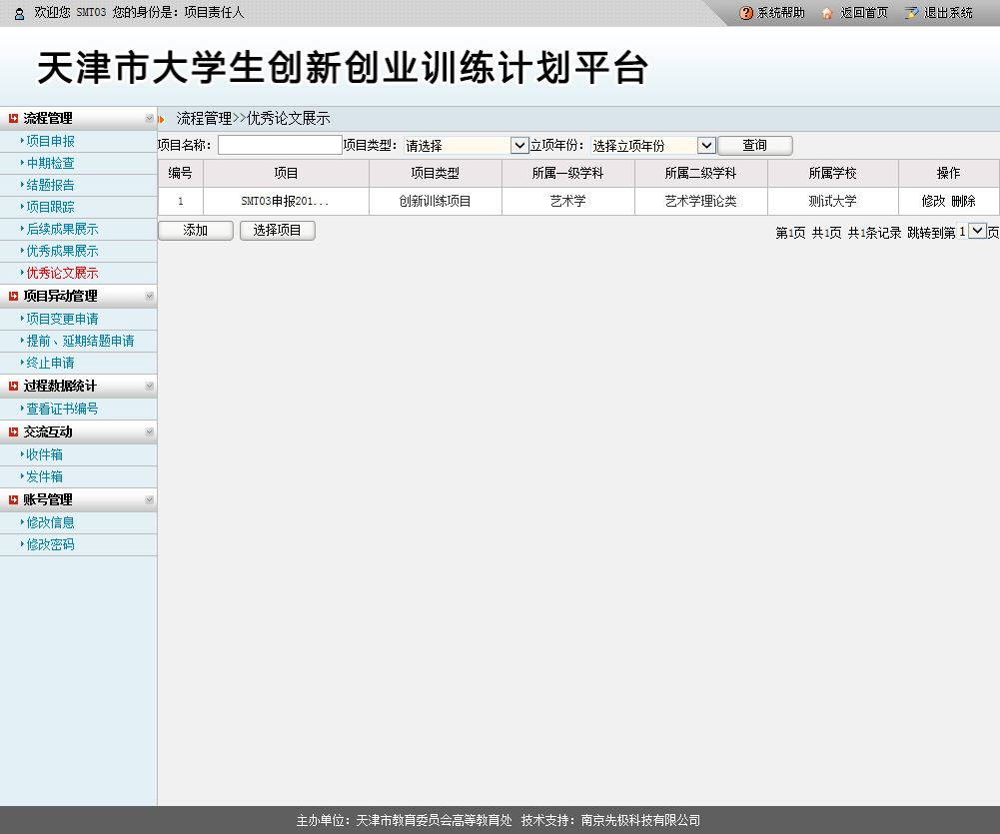 欢迎您 SMT03 您的身份是：项目责任人 系统帮助 返回首页 退出系统
天津市大学生创新创业训练计划平台
流程管理
项目申报
中期检查
结题报告
项目跟踪
后续成果展示
优秀成果展示
优秀论文展示
项目异动管理
项目变更申请
提前、延期结题申请
终止申请
过程数据统计
查看证书编号
交流互动
收件箱
发件箱
账号管理
修改信息
修改密码
流程管理>>优秀论文展示
项目名称： 项目类型： 请选择 立项年份： 选择立项年份 查询
编号 项目 项目类型 所属一级学科 所属二级学科 所属学校 操作
1 SMT03申报201... 创新训练项目 艺术学 艺术学理论类 测试大学 修改 删除
添加 选择项目 第1页 共1页 共1条记录 跳转到第 1 页
主办单位：天津市教育委员会高等教育处 技术支持：南京先极科技有限公司